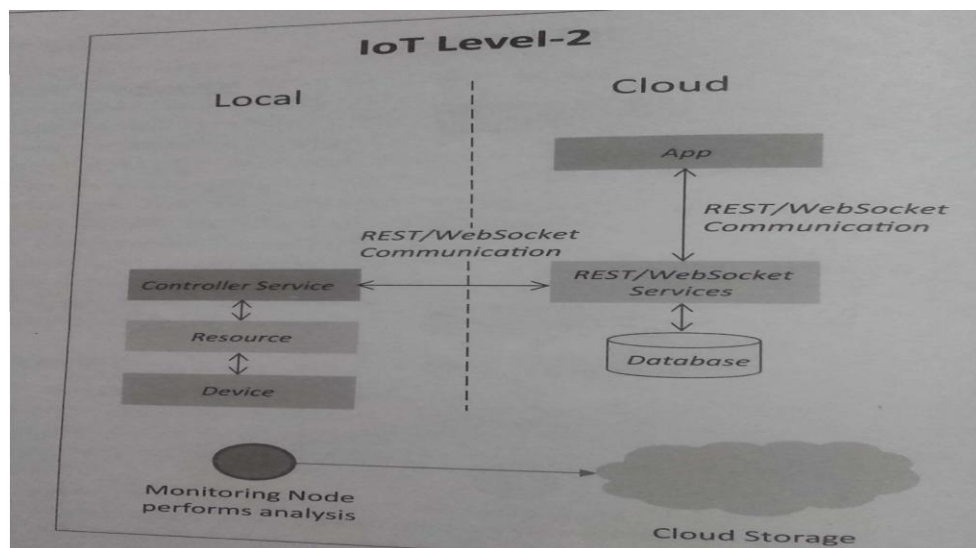 IoT Level-2
Local
Cloud
App
REST/WebSocket
Communication
REST/WebSocket
Communication
Controller Service
REST/WebSocket
Services
Resource
Database
Device
Monitoring Node
performs analysis
Cloud Storage